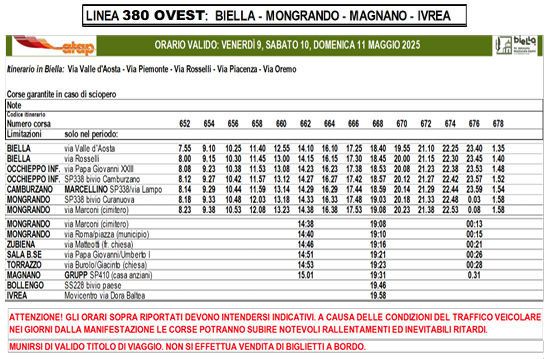 LINEA 380 OVEST: BIELLA - MONGRANDO - MAGNANO - IVREA
atap
ORARIO VALIDO: VENERDÌ 9, SABATO 10, DOMENICA 11 MAGGIO 2025
biella
Itinerario in Biella: Via Valle d'Aosta - Via Piemonte - Via Rosselli - Via Piacenza - Via Oremo
Corse garantite in caso di sciopero
Note
Codice itinerario
Numero corsa 652 654 656 658 660 662 664 666 668 670 672 674 676 678
Limitazioni solo nel periodo:
BIELLA via Valle d'Aosta 7.55 9.10 10.25 11.40 12.55 14.10 16.10 17.25 18.40 19.55 21.10 22.25 23.40 1.35
BIELLA via Rosselli 8.00 9.15 10.30 11.45 13.00 14.15 16.15 17.30 18.45 20.00 21.15 22.30 23.45 1.40
OCCHIEPPO INF. via Papa Giovanni XXIII 8.08 9.23 10.38 11.53 13.08 14.23 16.23 17.38 18.53 20.08 21.23 22.38 23.53 1.48
OCCHIEPPO INF. SP338 bivio Camburzano 8.12 9.27 10.42 11.57 13.12 14.27 16.27 17.42 18.57 20.12 21.27 22.42 23.57 1.52
CAMBURZANO MARCELLINO SP338/via Lampo 8.14 9.29 10.44 11.59 13.14 14.29 16.29 17.44 18.59 20.14 21.29 22.44 23.59 1.54
MONGRANDO SP338 bivio Curanuova 8.18 9.33 10.48 12.03 13.18 14.33 16.33 17.48 19.03 20.18 21.33 22.48 0.03 1.58
MONGRANDO via Marconi (cimitero) 8.23 9.38 10.53 12.08 13.23 14.38 16.38 17.53 19.08 20.23 21.38 22.53 0.08 1.58
MONGRANDO via Marconi (cimitero) 14.38 19.08 00:13
MONGRANDO via Roma/piazza (municipio) 14.40 19.10 00:15
ZUBIENA via Matteotti (fr. chiesa) 14.46 19.16 00:21
SALA B.SE via Papa Giovanni/Umberto I 14:51 19.21 00:26
TORRAZZO via Burolo/Giacinto (chiesa) 14:53 19.23 00:28
MAGNANO GRUPP SP410 (casa anziani) 15.01 19.31 0.31
BOLLENGO SS228 bivio paese 19.46
IVREA Movicentro via Dora Baltea 19.58
ATTENZIONE! GLI ORARI SOPRA RIPORTATI DEVONO INTENDERSI INDICATIVI. A CAUSA DELLE CONDIZIONI DEL TRAFFICO VEICOLARE
NEI GIORNI DALLA MANIFESTAZIONE LE CORSE POTRANNO SUBIRE NOTEVOLI RALLENTAMENTI ED INEVITABILI RITARDI.
MUNIRSI DI VALIDO TITOLO DI VIAGGIO. NON SI EFFETTUA VENDITA DI BIGLIETTI A BORDO.